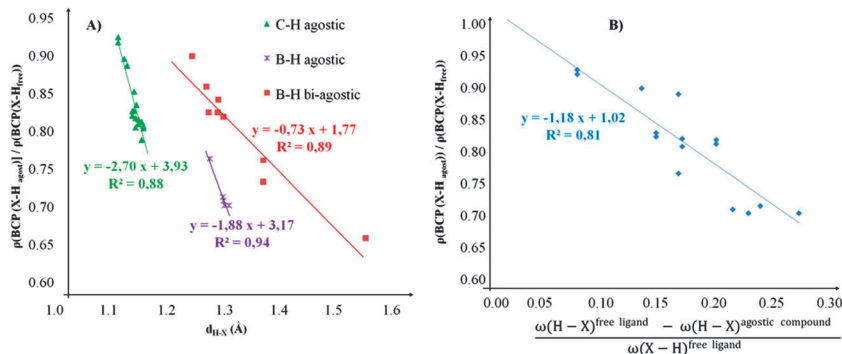 A)
C-H agostic
B-H agostic
B-H bi-agostic
0.95
0.90
0.85
0.80
0.75
0.70
0.65
0.60
ρ(BCP(X-H agost)] / ρ(BCP(X-Hfree))
y = -2,70 x + 3,93
R² = 0,88
y = -0,73 x + 1,77
R² = 0,89
y = -1,88 x + 3,17
R² = 0,94
1.0 1.1 1.2 1.3 1.4 1.5 1.6
dH-X (Å)
B)
1.00
0.95
0.90
0.85
0.80
0.75
0.70
0.65
0.60
ρ(BCP(X-H agost)) / ρ(BCP(X-Hfree))
y = -1,18 x + 1,02
R² = 0,81
0.00 0.05 0.10 0.15 0.20 0.25 0.30
ω(H − X)free ligand − ω(H − X)agostic compound
ω(X − H)free ligand